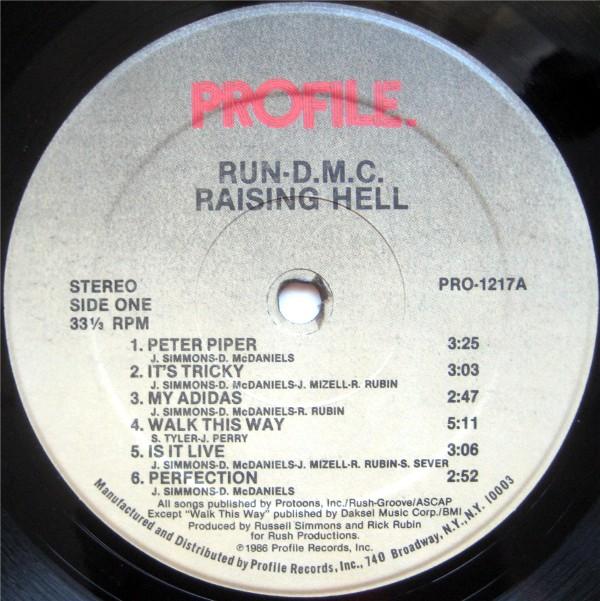 PROFILE.
RUN-D.M.C.
RAISING HELL
STEREO
SIDE ONE
33⅓ RPM
PRO-1217A
1. PETER PIPER 3:25
J. SIMMONS-D. McDANIELS
2. IT'S TRICKY 3:03
J. SIMMONS-D. McDANIELS-J. MIZELL-R. RUBIN
3. MY ADIDAS 2:47
J. SIMMONS-D. McDANIELS-R. RUBIN
4. WALK THIS WAY 5:11
S. TYLER-J. PERRY
5. IS IT LIVE 3:06
J. SIMMONS-D. McDANIELS-J. MIZELL-R. RUBIN-S. SEVER
6. PERFECTION 2:52
J. SIMMONS-D. McDANIELS
All songs published by Protoons, Inc./Rush-Groove/ASCAP
Except "Walk This Way" published by Daksel Music Corp./BMI
Produced by Russell Simmons and Rick Rubin
for Rush Productions.
℗1986 Profile Records, Inc.
Manufactured and Distributed by Profile Records, Inc., 740 Broadway, N.Y., N.Y. 10003